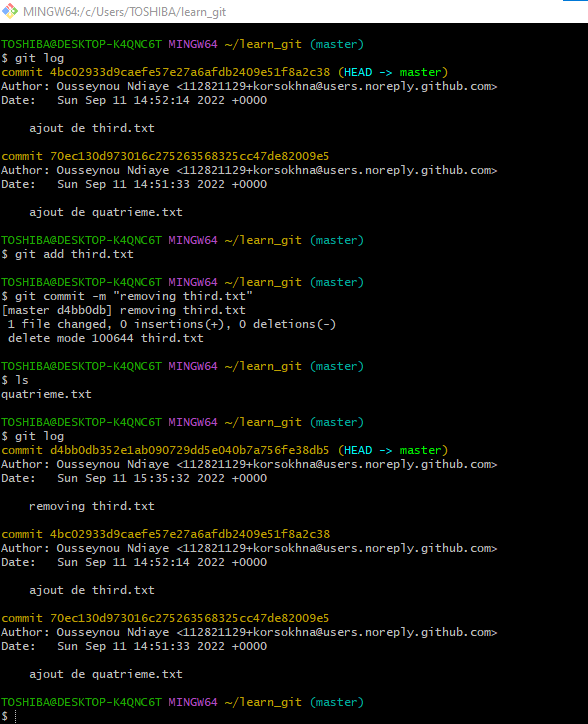 MINGW64:/c/Users/TOSHIBA/learn_git
TOSHIBA@DESKTOP-K4QNC6T MINGW64 ~/learn_git (master)
$ git log
commit 4bc02933d9caefe57e27a6afdb2409e51f8a2c38 (HEAD -> master)
Author: Ousseynou Ndiaye <112821129+korsokhna@users.noreply.github.com>
Date:   Sun Sep 11 14:52:14 2022 +0000
    ajout de third.txt
commit 70ec130d973016c275263568325cc47de82009e5
Author: Ousseynou Ndiaye <112821129+korsokhna@users.noreply.github.com>
Date:   Sun Sep 11 14:51:33 2022 +0000
    ajout de quatrieme.txt
TOSHIBA@DESKTOP-K4QNC6T MINGW64 ~/learn_git (master)
$ git add third.txt
TOSHIBA@DESKTOP-K4QNC6T MINGW64 ~/learn_git (master)
$ git commit -m "removing third.txt"
[master d4bb0db] removing third.txt
 1 file changed, 0 insertions(+), 0 deletions(-)
 delete mode 100644 third.txt
TOSHIBA@DESKTOP-K4QNC6T MINGW64 ~/learn_git (master)
$ ls
quatrieme.txt
TOSHIBA@DESKTOP-K4QNC6T MINGW64 ~/learn_git (master)
$ git log
commit d4bb0db352e1ab090729dd5e040b7a756fe38db5 (HEAD -> master)
Author: Ousseynou Ndiaye <112821129+korsokhna@users.noreply.github.com>
Date:   Sun Sep 11 15:35:32 2022 +0000
    removing third.txt
commit 4bc02933d9caefe57e27a6afdb2409e51f8a2c38
Author: Ousseynou Ndiaye <112821129+korsokhna@users.noreply.github.com>
Date:   Sun Sep 11 14:52:14 2022 +0000
    ajout de third.txt
commit 70ec130d973016c275263568325cc47de82009e5
Author: Ousseynou Ndiaye <112821129+korsokhna@users.noreply.github.com>
Date:   Sun Sep 11 14:51:33 2022 +0000
    ajout de quatrieme.txt
TOSHIBA@DESKTOP-K4QNC6T MINGW64 ~/learn_git (master)
$